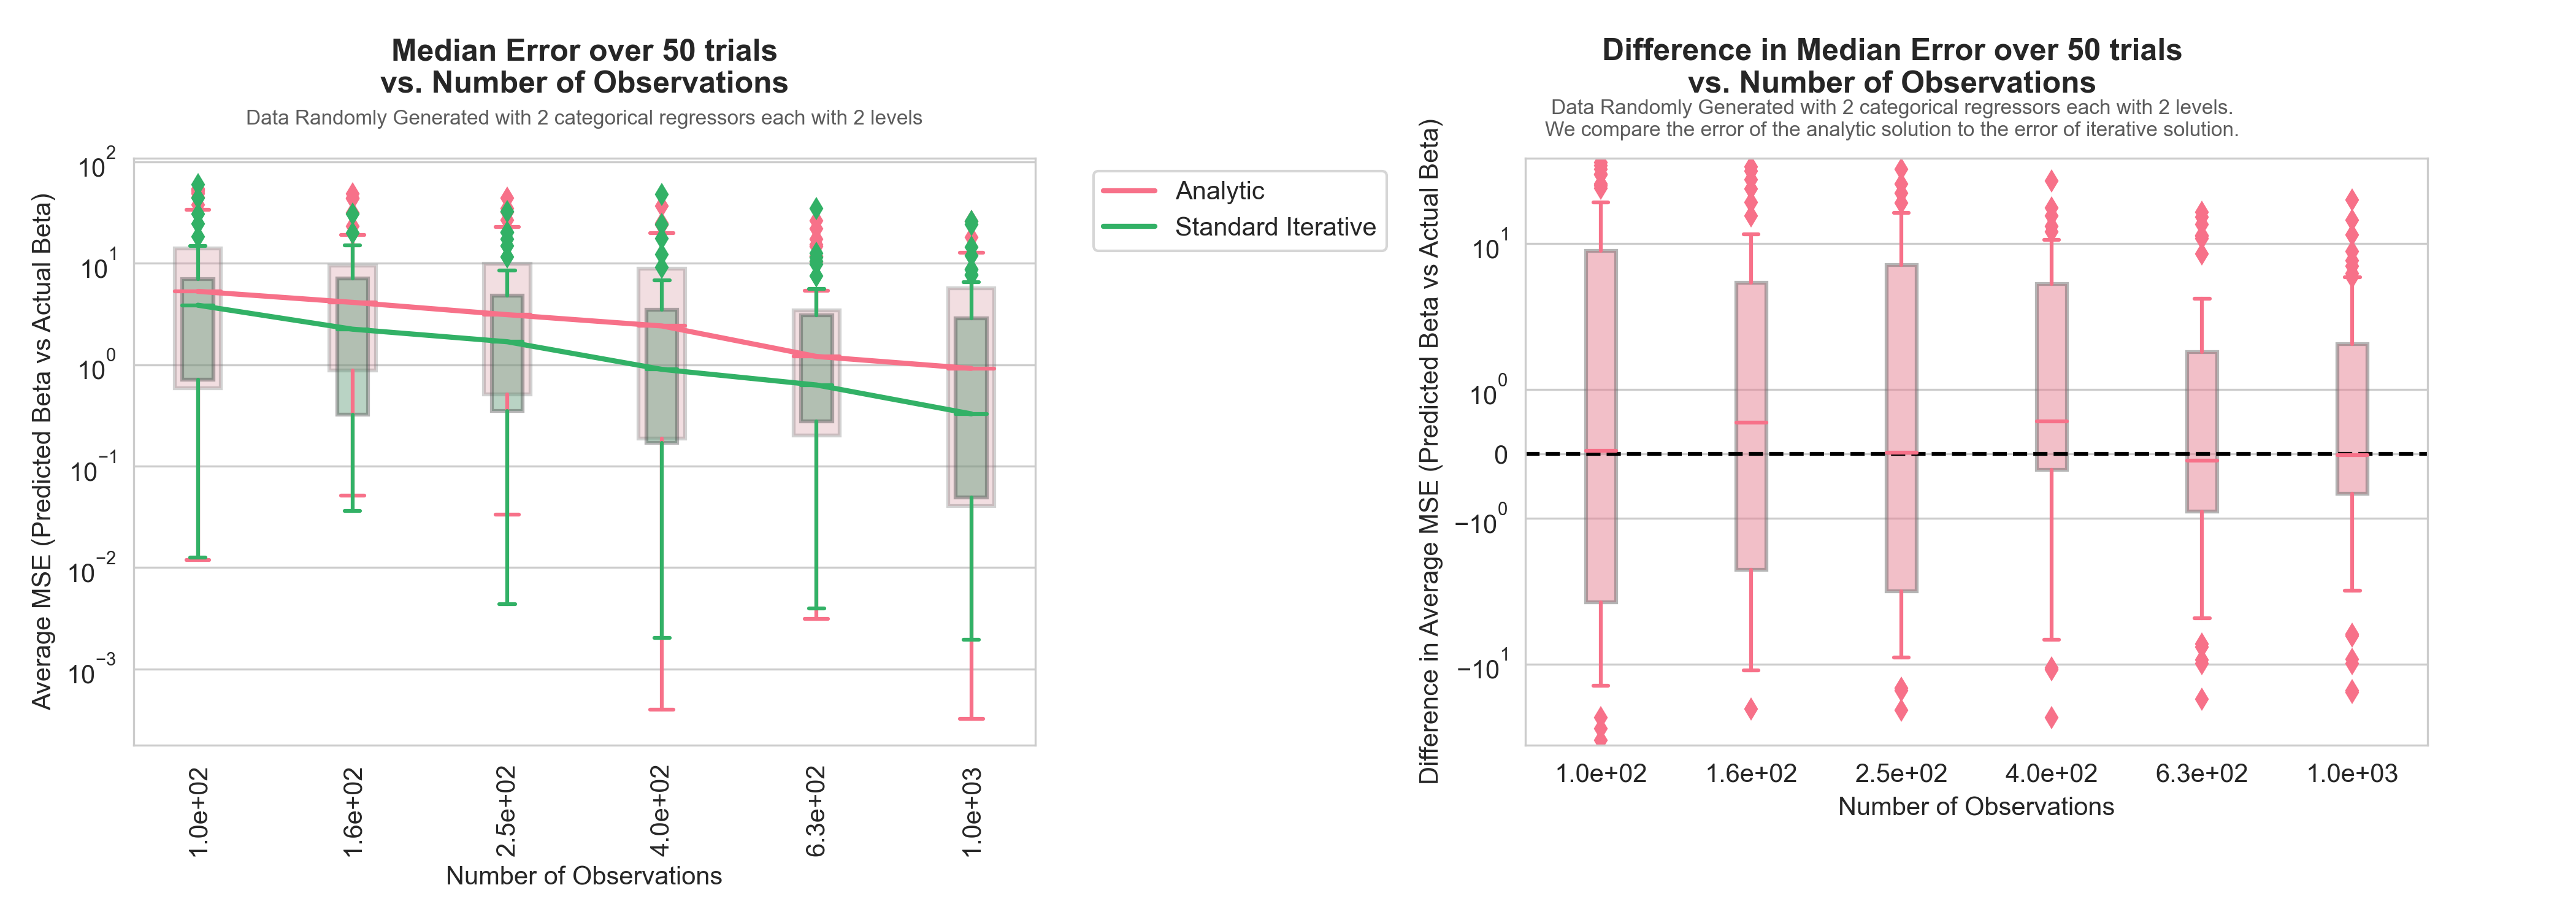 Median Error over 50 trials
vs. Number of Observations
Data Randomly Generated with 2 categorical regressors each with 2 levels
Average MSE (Predicted Beta vs Actual Beta)
10^2
10^1
10^0
10^−1
10^−2
10^−3
1.0e+02
1.6e+02
2.5e+02
4.0e+02
6.3e+02
1.0e+03
Number of Observations
Analytic
Standard Iterative
Difference in Median Error over 50 trials
vs. Number of Observations
Data Randomly Generated with 2 categorical regressors each with 2 levels.
We compare the error of the analytic solution to the error of iterative solution.
Difference in Average MSE (Predicted Beta vs Actual Beta)
10^1
10^0
0
−10^0
−10^1
1.0e+02
1.6e+02
2.5e+02
4.0e+02
6.3e+02
1.0e+03
Number of Observations